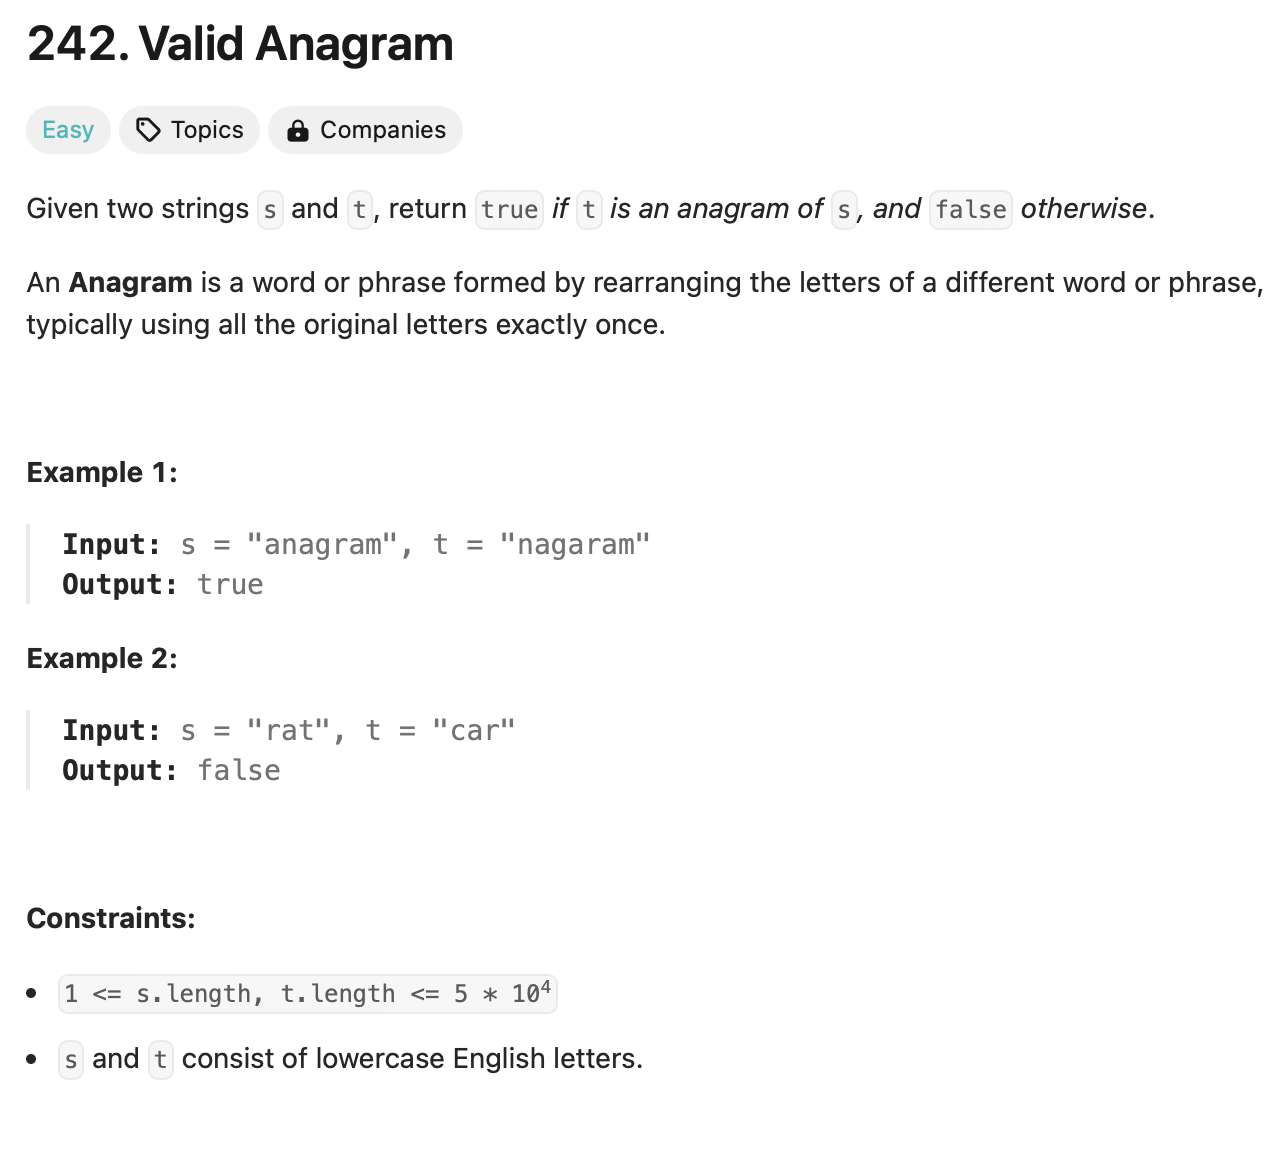 242. Valid Anagram
Easy Topics Companies
Given two strings s and t, return true if t is an anagram of s, and false otherwise.
An Anagram is a word or phrase formed by rearranging the letters of a different word or phrase,
typically using all the original letters exactly once.
Example 1:
Input: s = "anagram", t = "nagaram"
Output: true
Example 2:
Input: s = "rat", t = "car"
Output: false
Constraints:
• 1 <= s.length, t.length <= 5 * 10⁴
• s and t consist of lowercase English letters.